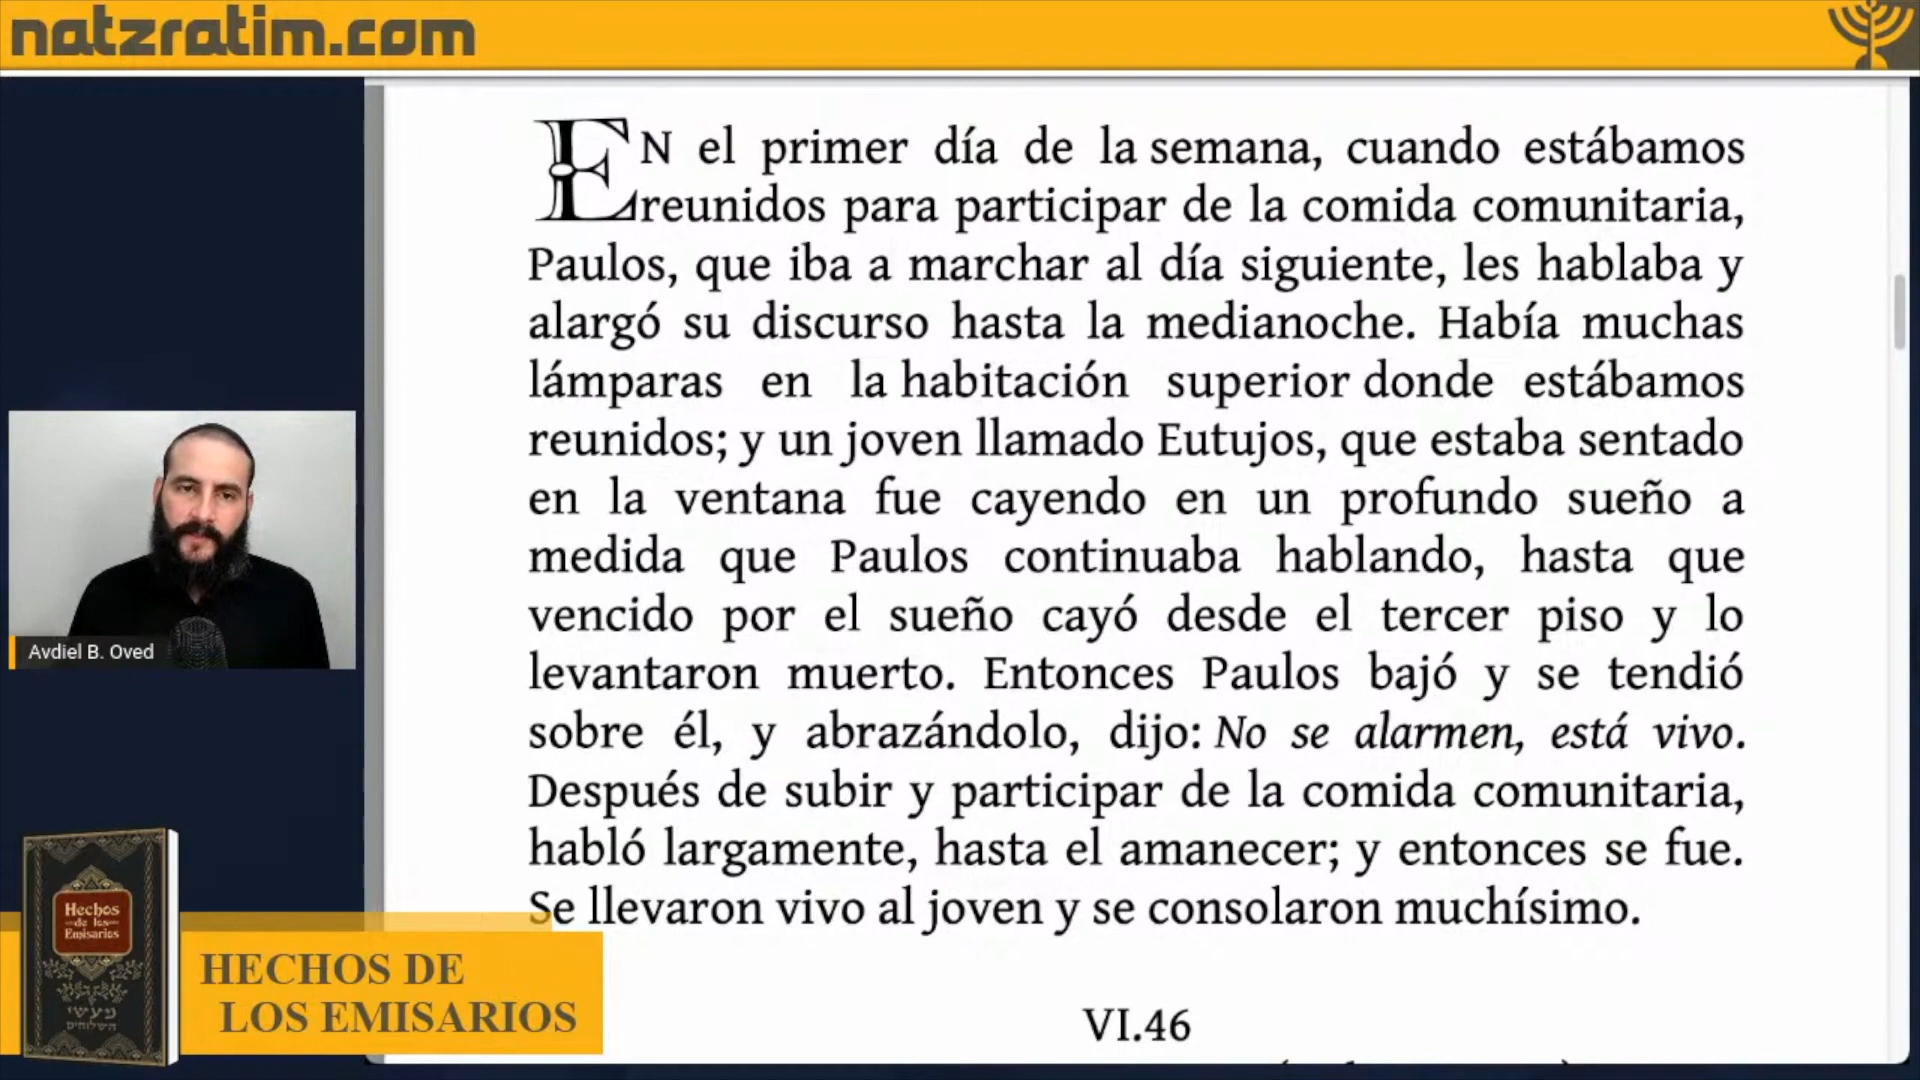 natzratim.com
EN el primer día de la semana, cuando estábamos
reunidos para participar de la comida comunitaria,
Paulos, que iba a marchar al día siguiente, les hablaba y
alargó su discurso hasta la medianoche. Había muchas
lámparas en la habitación superior donde estábamos
reunidos; y un joven llamado Eutujos, que estaba sentado
en la ventana fue cayendo en un profundo sueño a
medida que Paulos continuaba hablando, hasta que
vencido por el sueño cayó desde el tercer piso y lo
levantaron muerto. Entonces Paulos bajó y se tendió
sobre él, y abrazándolo, dijo: No se alarmen, está vivo.
Después de subir y participar de la comida comunitaria,
habló largamente, hasta el amanecer; y entonces se fue.
Se llevaron vivo al joven y se consolaron muchísimo.
VI.46
Avdiel B. Oved
Hechos
de los
Emisarios
מעשי
השלוחים
HECHOS DE
LOS EMISARIOS